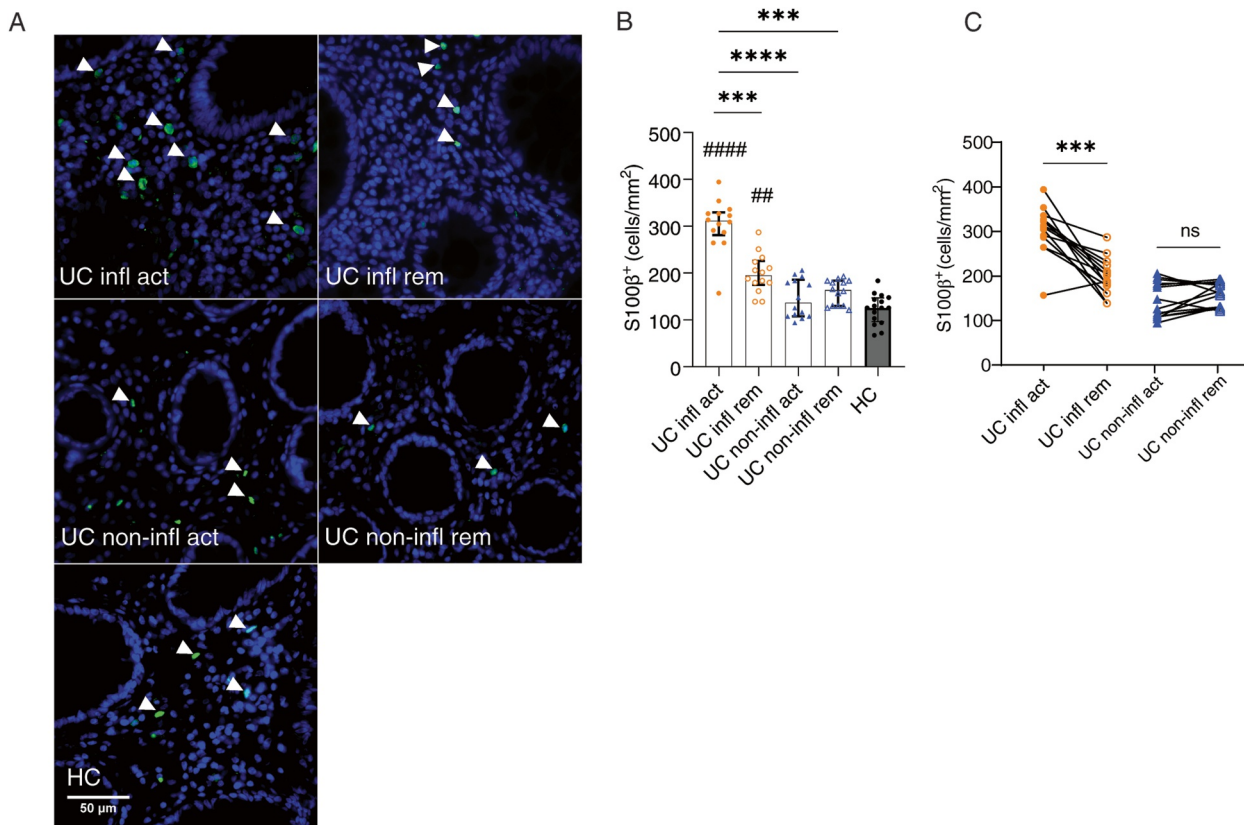 A
UC infl act
UC infl rem
UC non-infl act
UC non-infl rem
HC
50 µm
B
***
****
***
####
##
S100β⁺ (cells/mm²)
500
400
300
200
100
0
UC infl act
UC infl rem
UC non-infl act
UC non-infl rem
HC
C
***
ns
S100β⁺ (cells/mm²)
500
400
300
200
100
0
UC infl act
UC infl rem
UC non-infl act
UC non-infl rem